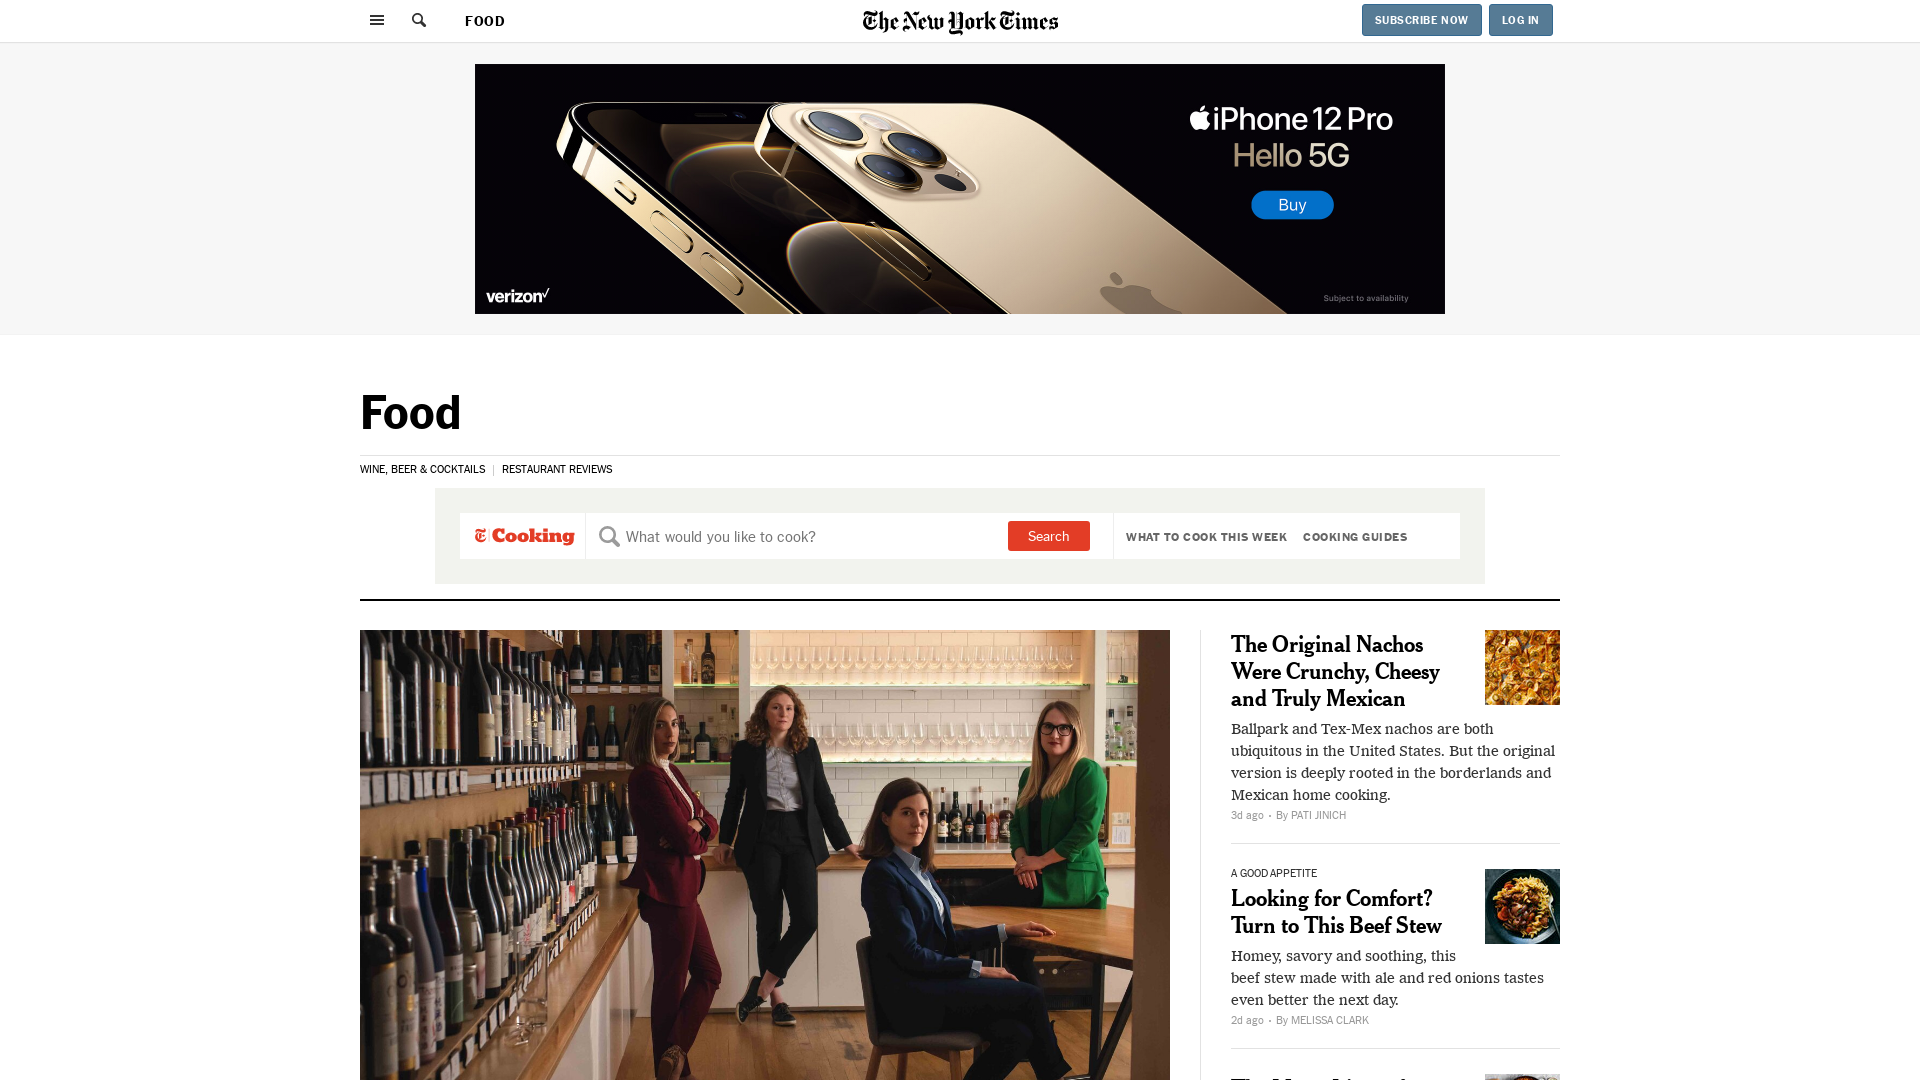 FOOD
The New York Times
SUBSCRIBE NOW
LOG IN
iPhone 12 Pro
Hello 5G
Buy
verizon
Subject to availability
Food
WINE, BEER & COCKTAILS
RESTAURANT REVIEWS
Cooking
What would you like to cook?
Search
WHAT TO COOK THIS WEEK
COOKING GUIDES
The Original Nachos
Were Crunchy, Cheesy
and Truly Mexican
Ballpark and Tex-Mex nachos are both
ubiquitous in the United States. But the original
version is deeply rooted in the borderlands and
Mexican home cooking.
3d ago • By PATI JINICH
A GOOD APPETITE
Looking for Comfort?
Turn to This Beef Stew
Homey, savory and soothing, this
beef stew made with ale and red onions tastes
even better the next day.
2d ago • By MELISSA CLARK